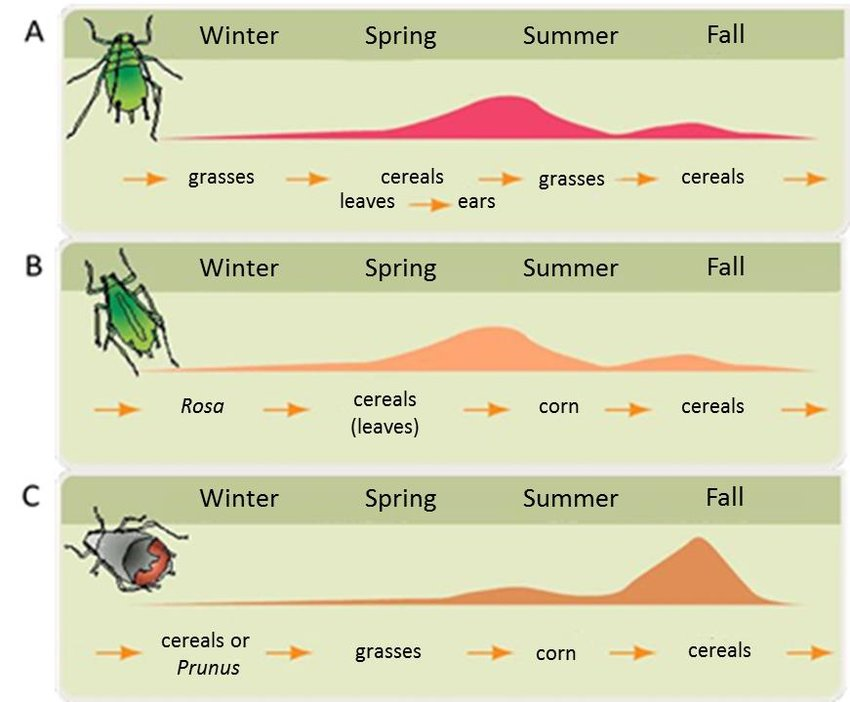 A
Winter Spring Summer Fall
grasses cereals grasses cereals
leaves ears
B
Winter Spring Summer Fall
Rosa cereals corn cereals
(leaves)
C
Winter Spring Summer Fall
cereals or grasses corn cereals
Prunus